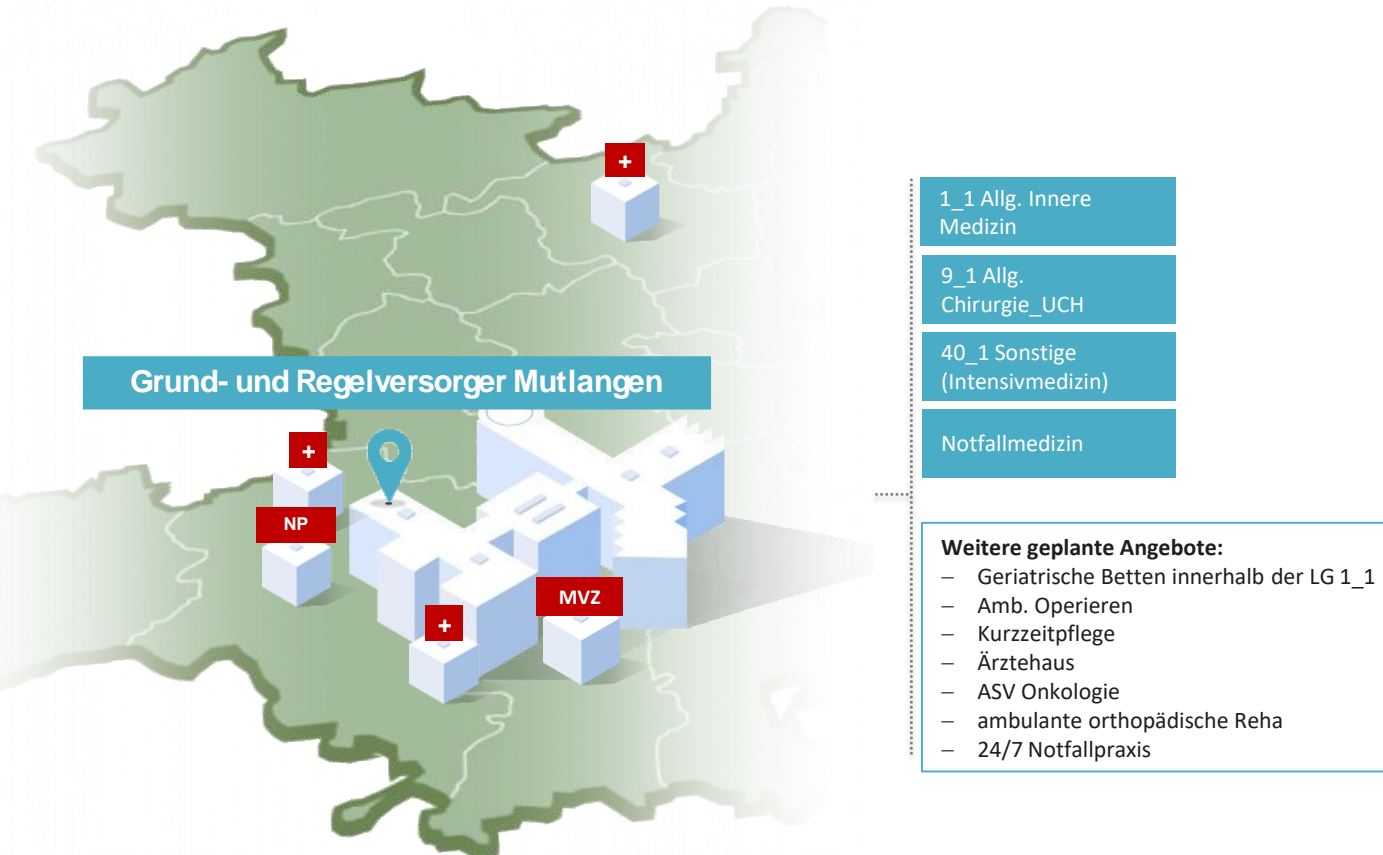 +
Grund- und Regelversorger Mutlangen
+
NP
MVZ
+
1_1 Allg. Innere
Medizin
9_1 Allg.
Chirurgie_UCH
40_1 Sonstige
(Intensivmedizin)
Notfallmedizin
Weitere geplante Angebote:
– Geriatrische Betten innerhalb der LG 1_1
– Amb. Operieren
– Kurzzeitpflege
– Ärztehaus
– ASV Onkologie
– ambulante orthopädische Reha
– 24/7 Notfallpraxis